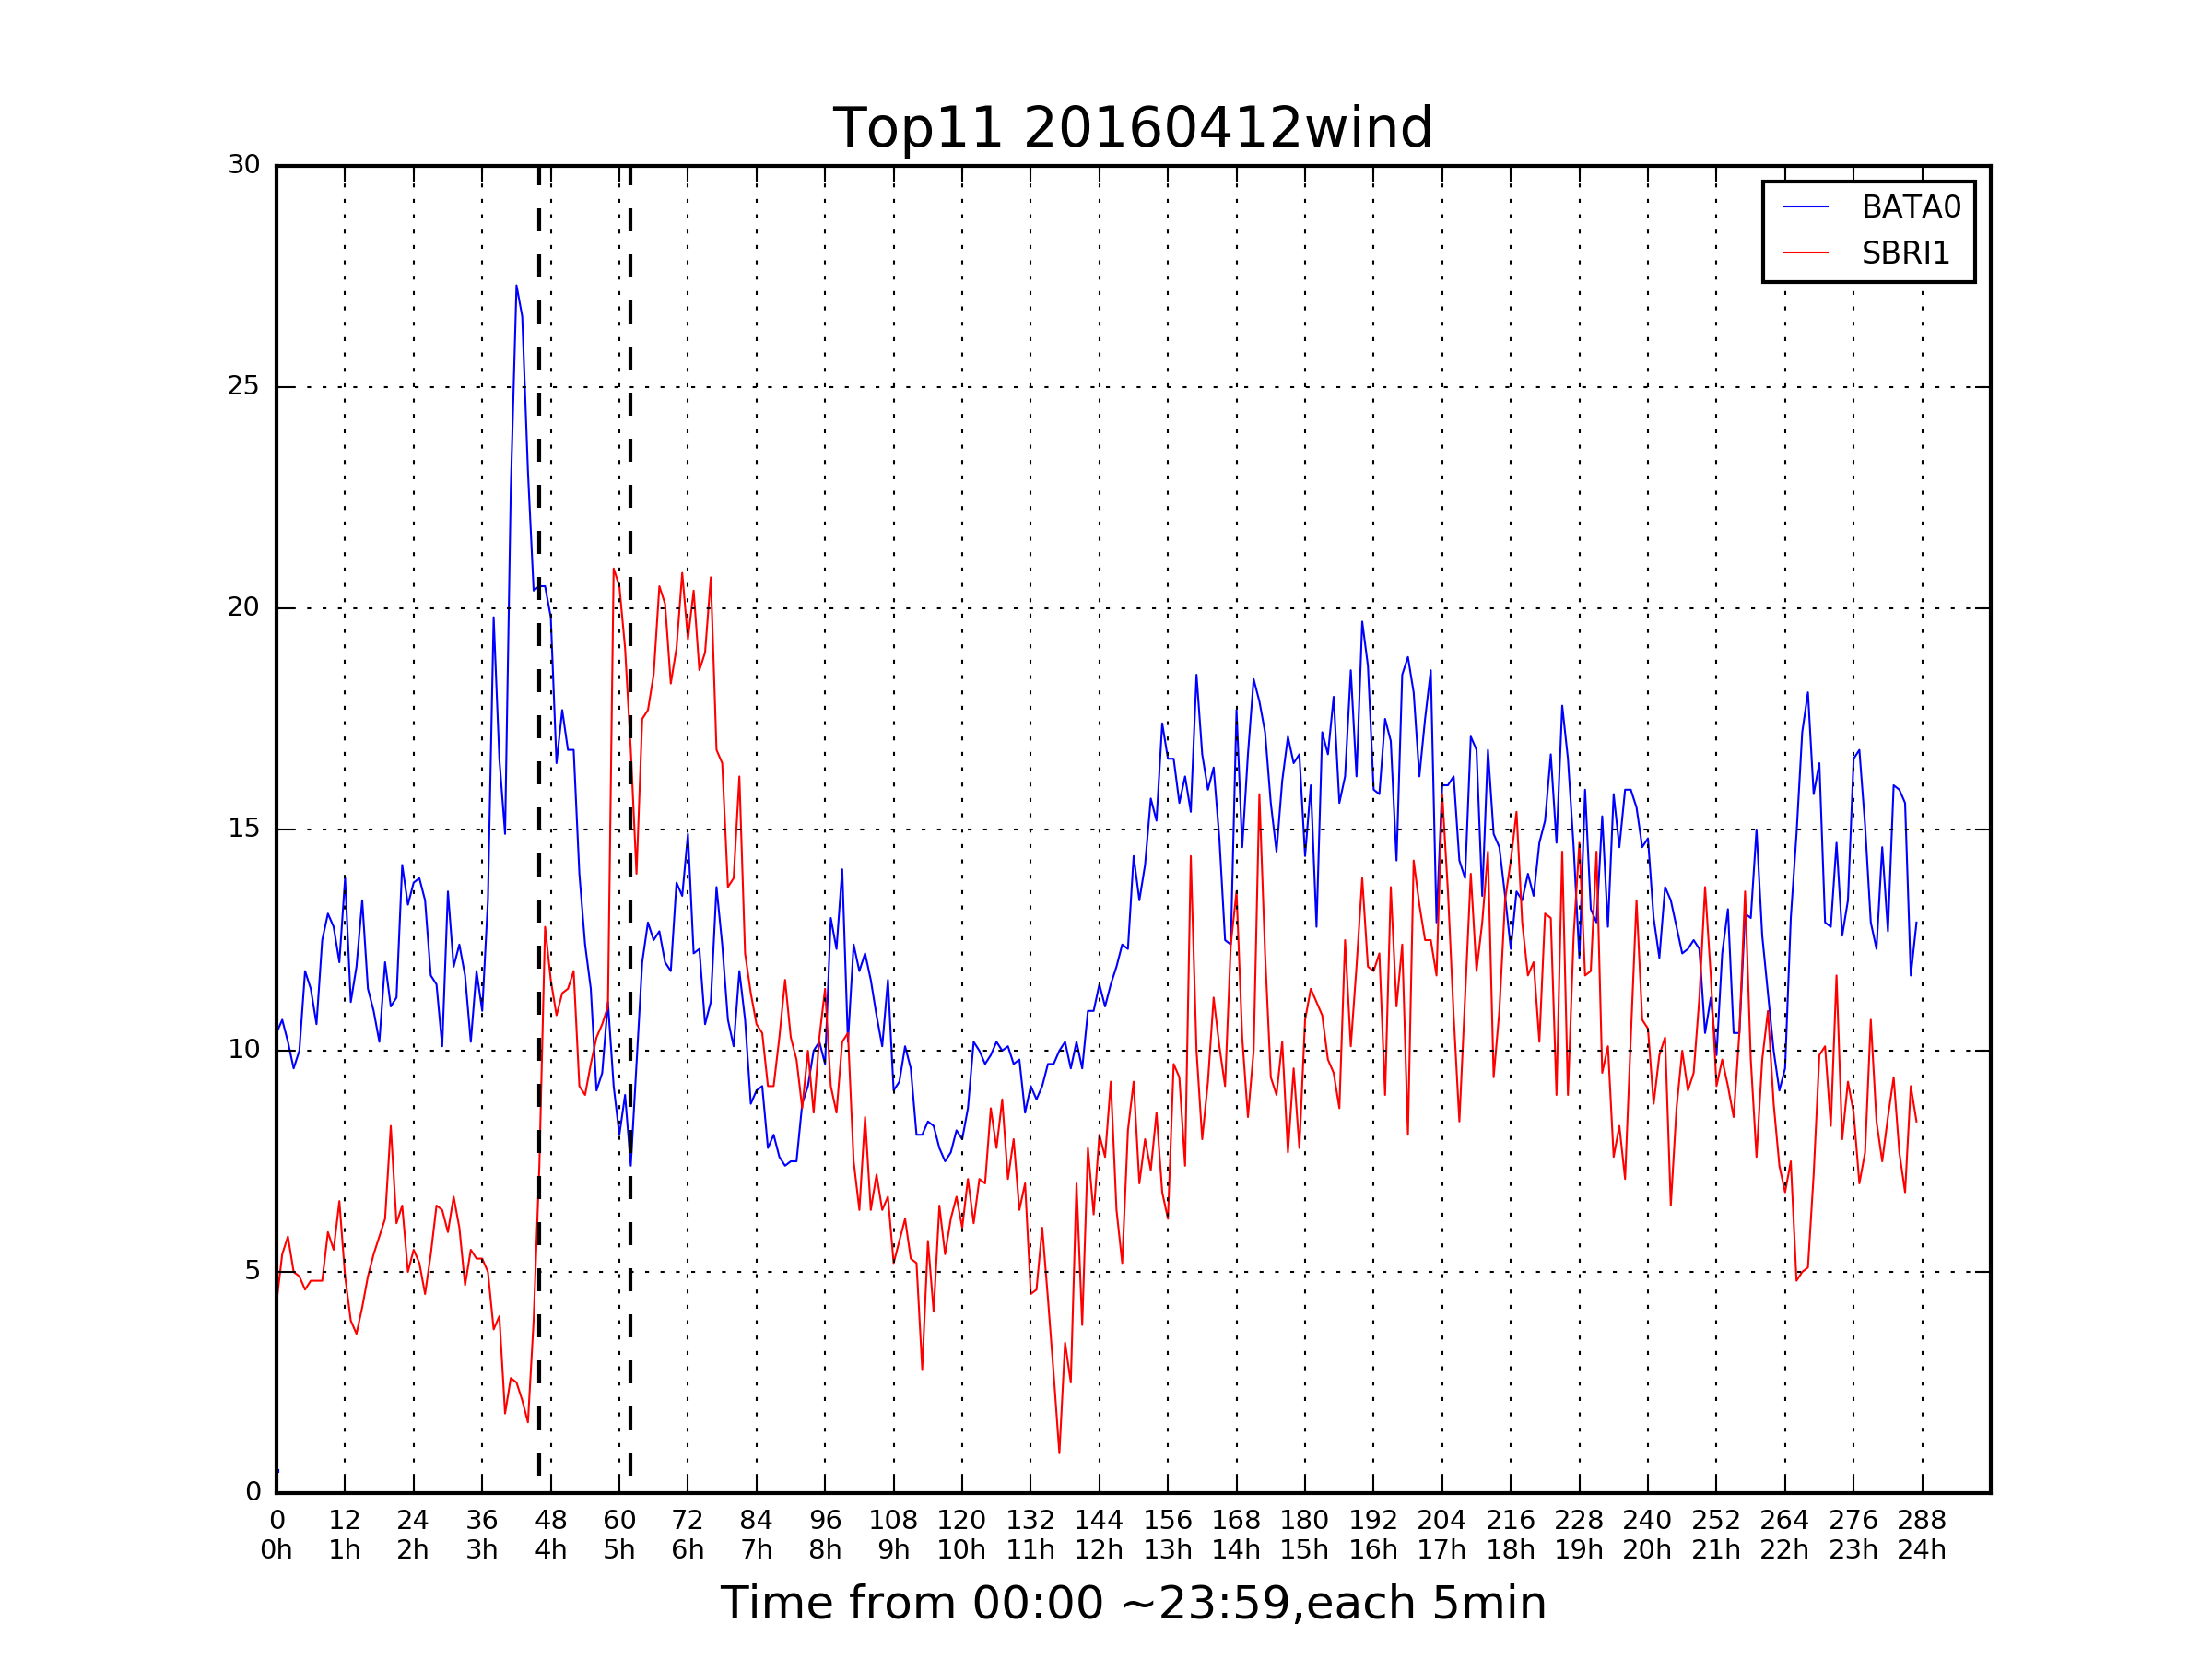 Top11 20160412wind
30
BATA0
SBRI1
25
20
15
10
5
0
0 12 24 36 48 60 72 84 96 108 120 132 144 156 168 180 192 204 216 228 240 252 264 276 288
0h 1h 2h 3h 4h 5h 6h 7h 8h 9h 10h 11h 12h 13h 14h 15h 16h 17h 18h 19h 20h 21h 22h 23h 24h
Time from 00:00 ~23:59,each 5min